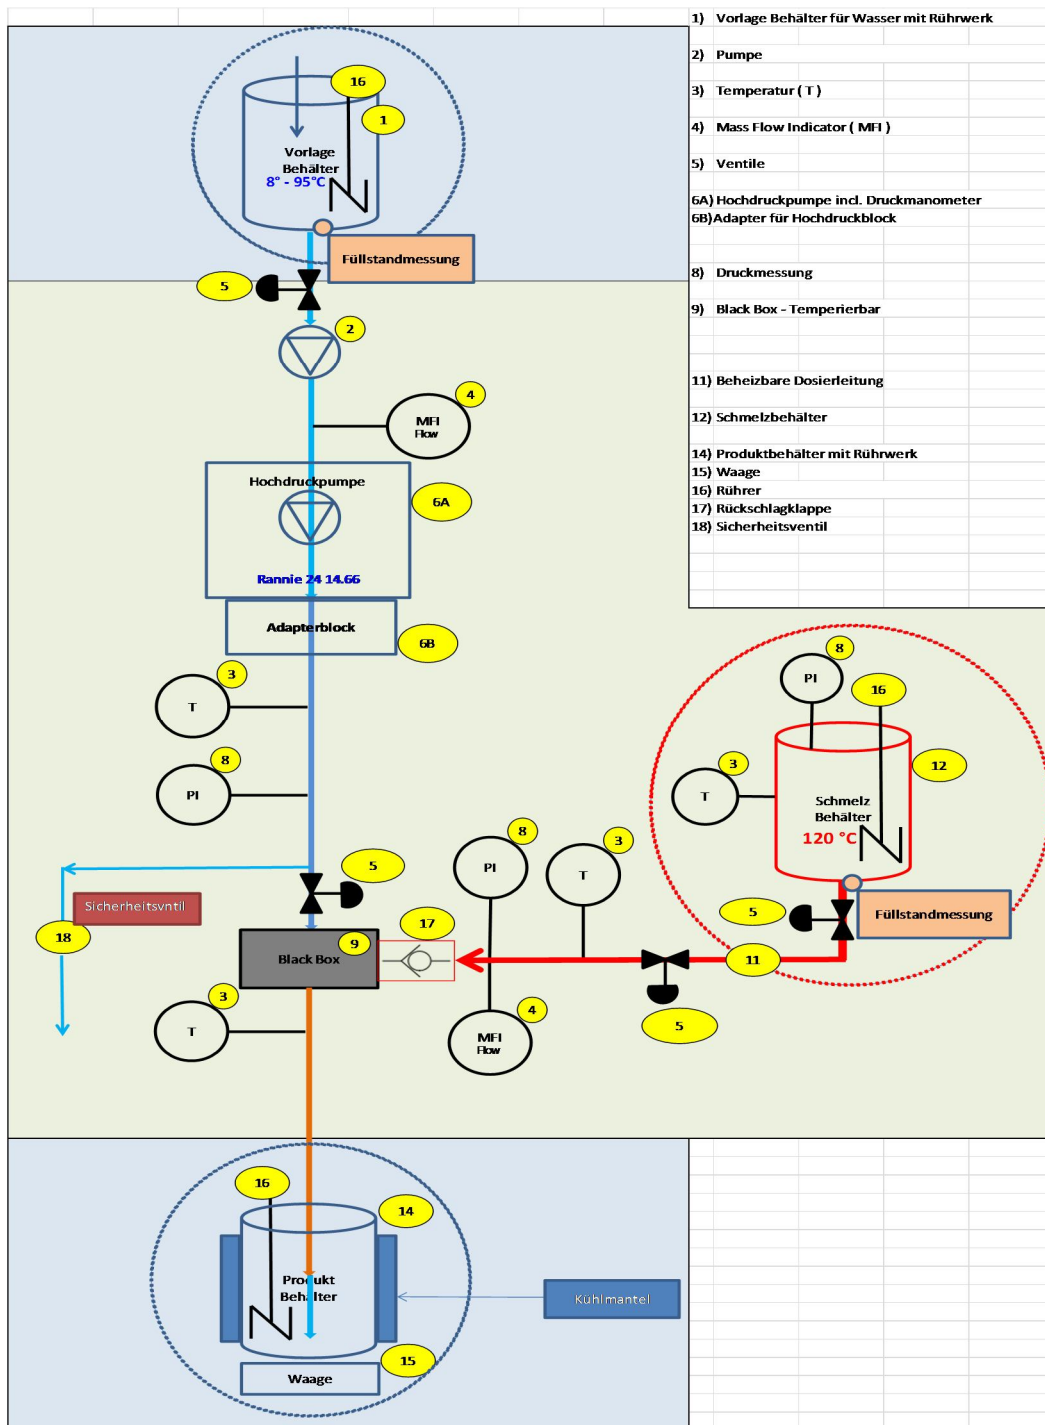 1) Vorlage Behälter für Wasser mit Rührwerk
2) Pumpe
3) Temperatur ( T )
4) Mass Flow Indicator ( MFI )
5) Ventile
6A) Hochdruckpumpe incl. Druckmanometer
6B)Adapter für Hochdruckblock
8) Druckmessung
9) Black Box - Temperierbar
11) Beheizbare Dosierleitung
12) Schmelzbehälter
14) Produktbehälter mit Rührwerk
15) Waage
16) Rührer
17) Rückschlagklappe
18) Sicherheitsventil
16
1
Vorlage
Behälter
8° - 95°C
Füllstandmessung
5
2
4
MFI
Flow
Hochdruckpumpe
6A
Rannie 24 14.66
Adapterblock
6B
3
T
8
PI
5
Sicherheitsvntil
18
9
Black Box
17
3
T
8
PI
3
T
4
MFI
Flow
5
11
8
PI
16
3
T
12
Schmelz
Behälter
120 °C
5
Füllstandmessung
16
14
Produkt
Behälter
Kühlmantel
15
Waage